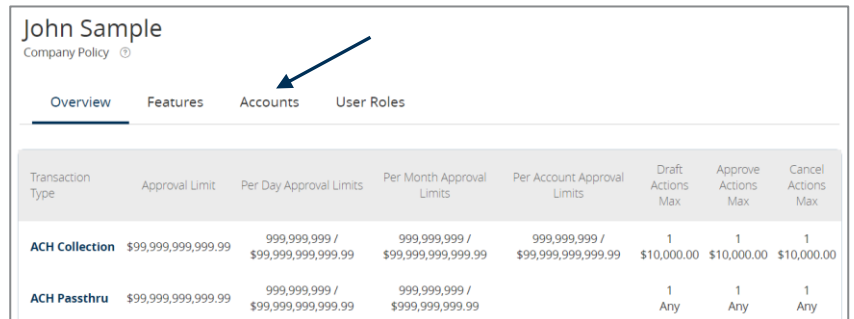 John Sample
Company Policy ?
Overview Features Accounts User Roles
Transaction Type Approval Limit Per Day Approval Limits Per Month Approval Limits Per Account Approval Limits Draft Actions Max Approve Actions Max Cancel Actions Max
ACH Collection $99,999,999,999.99 999,999,999 / $99,999,999,999.99 999,999,999 / $99,999,999,999.99 999,999,999 / $99,999,999,999.99 1 $10,000.00 1 $10,000.00 1 $10,000.00
ACH Passthru $99,999,999,999.99 999,999,999 / $99,999,999,999.99 999,999,999 / $999,999,999.99 1 Any 1 Any 1 Any